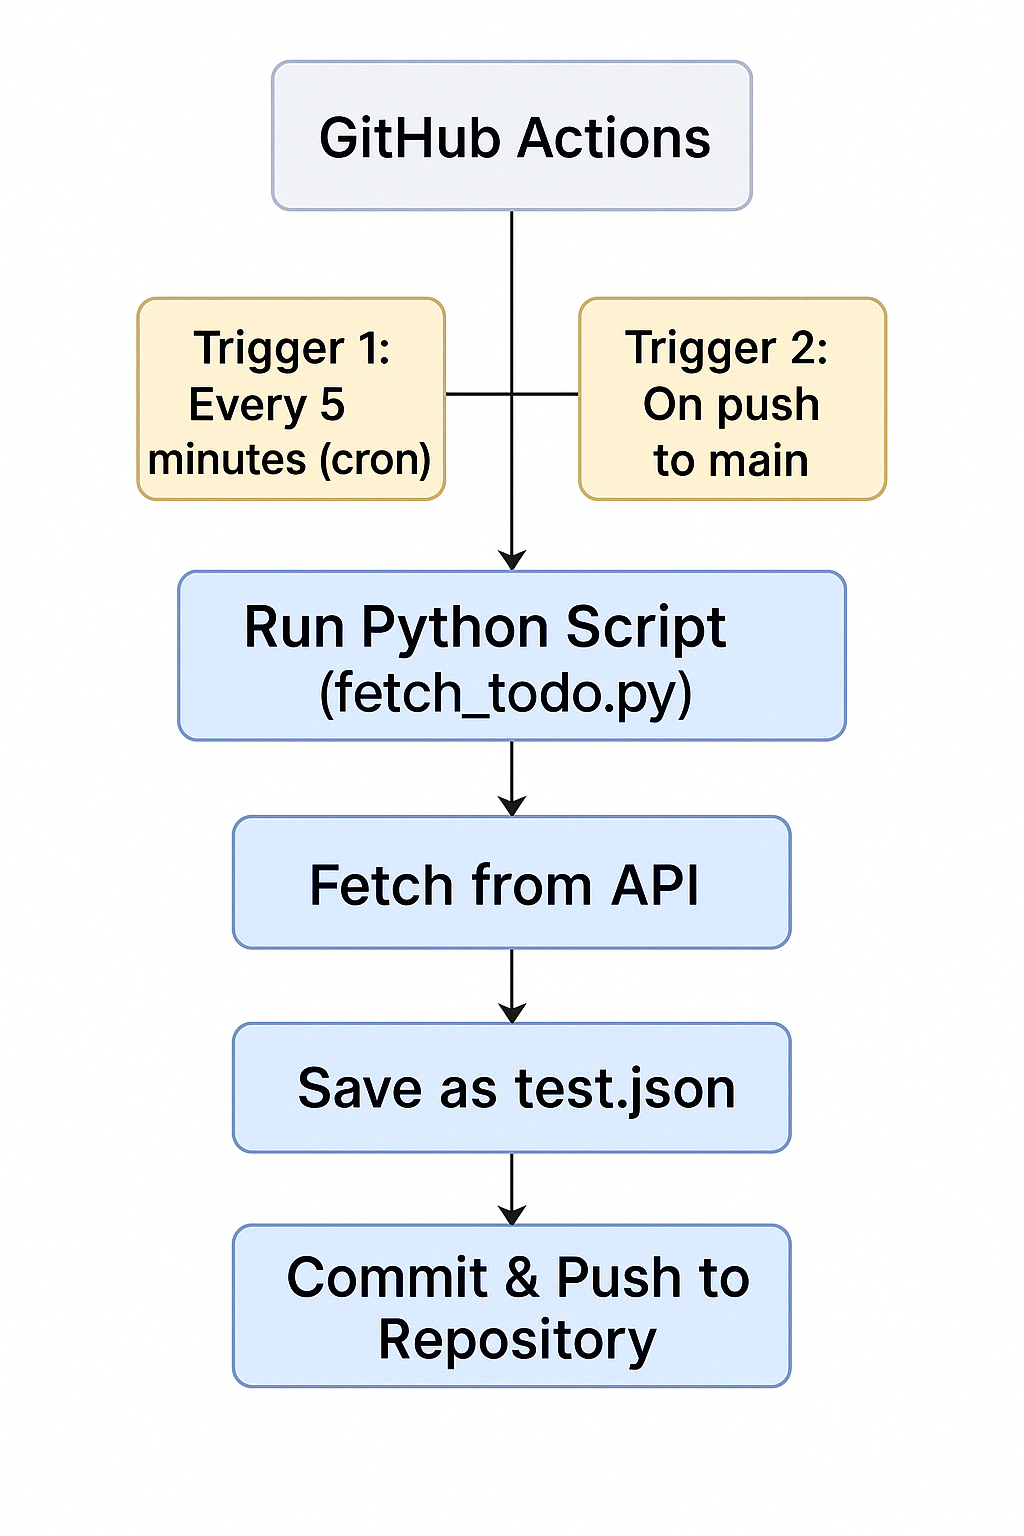 GitHub Actions
Trigger 1:
Every 5
minutes (cron)
Trigger 2:
On push
to main
Run Python Script
(fetch_todo.py)
Fetch from API
Save as test.json
Commit & Push to
Repository